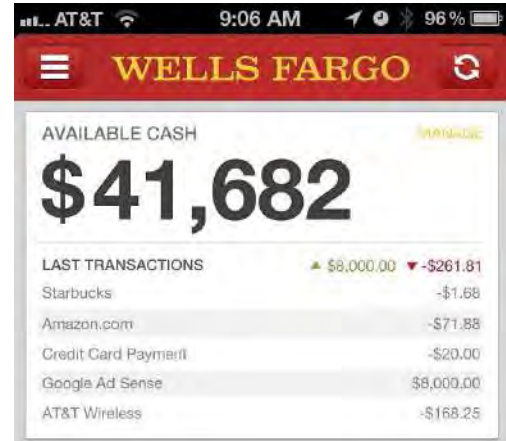 AT&T 9:06 AM 96%
WELLS FARGO
AVAILABLE CASH MANAGE
$41,682
LAST TRANSACTIONS ▲ $8,000.00 ▼ -$261.81
Starbucks -$1.68
Amazon.com -$71.88
Credit Card Payment -$20.00
Google Ad Sense $8,000.00
AT&T Wireless -$168.25